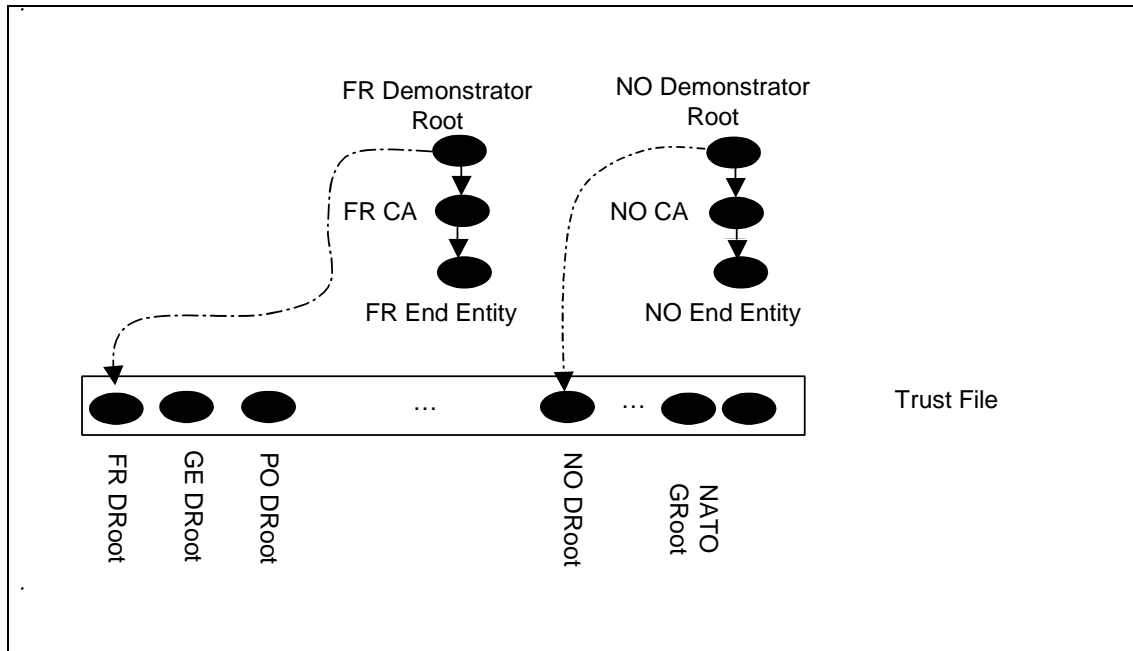 FR Demonstrator
Root
NO Demonstrator
Root
FR CA
NO CA
FR End Entity
NO End Entity
…
…
Trust File
FR DRoot
GE DRoot
PO DRoot
NO DRoot
NATO
GRoot